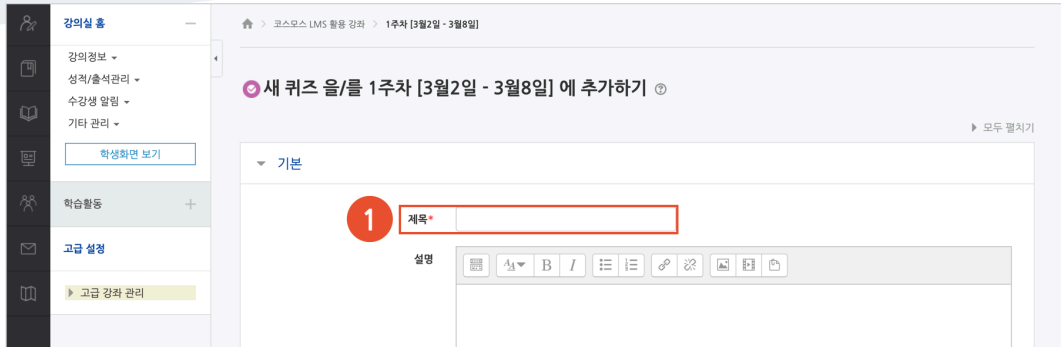 강의실 홈
코스모스 LMS 활용 강좌 > 1주차 [3월2일 - 3월8일]
강의정보
성적/출석관리
수강생 알림
기타 관리
학생화면 보기
학습활동
고급 설정
고급 강좌 관리
새 퀴즈 을/를 1주차 [3월2일 - 3월8일] 에 추가하기 ?
모두 펼치기
기본
1 제목*
설명
B I